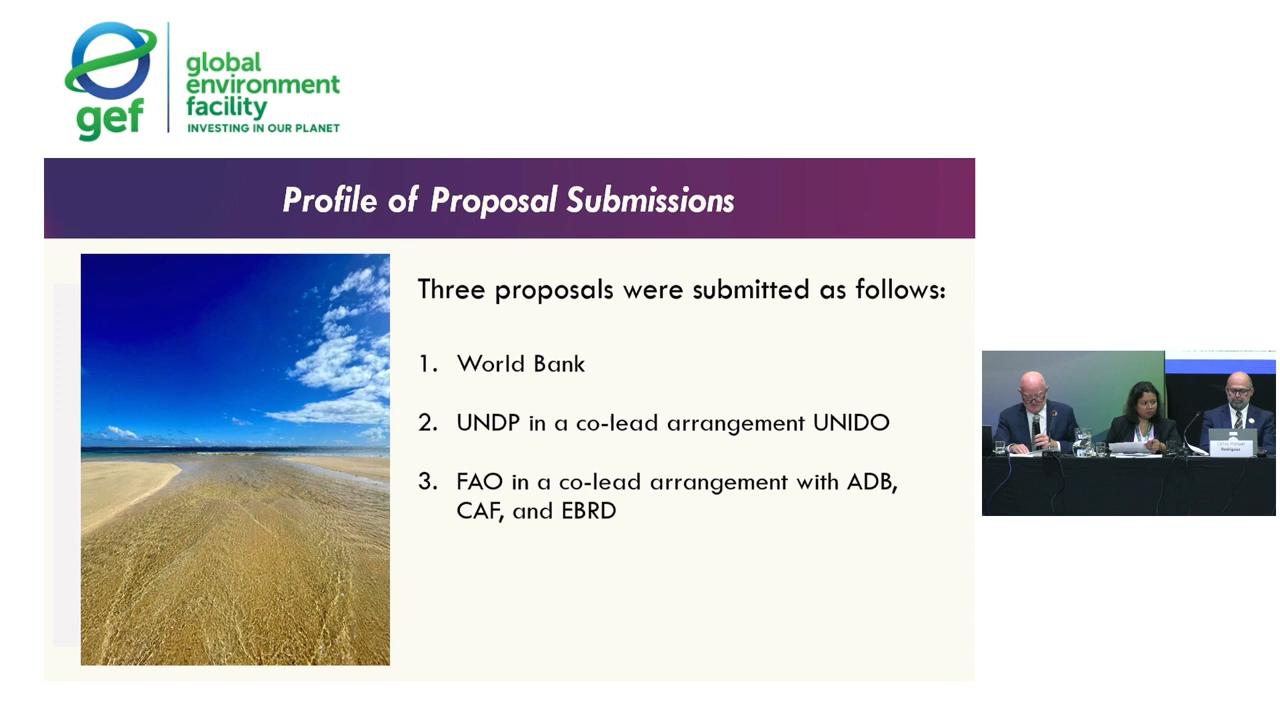 gef
global
environment
facility
INVESTING IN OUR PLANET
Profile of Proposal Submissions
Three proposals were submitted as follows:
1. World Bank
2. UNDP in a co-lead arrangement UNIDO
3. FAO in a co-lead arrangement with ADB,
CAF, and EBRD
Rodriguez